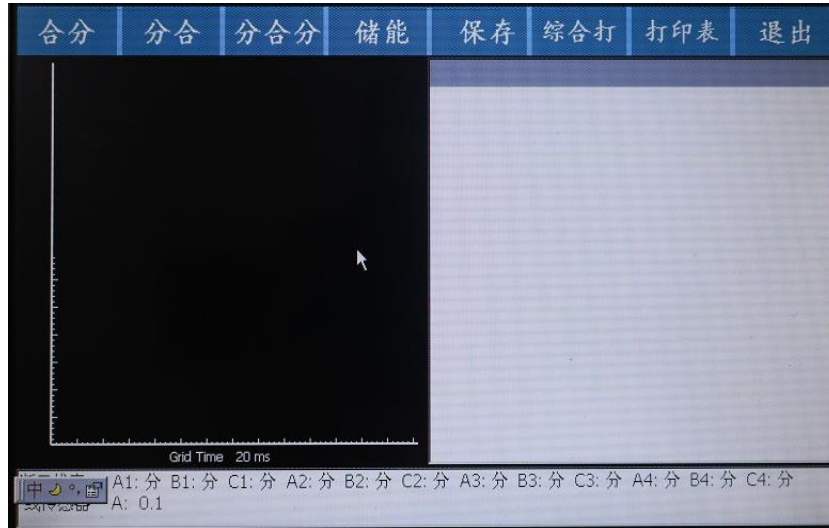 合分 分合 分合分 储能 保存 综合打 打印表 退出
Grid Time 20 ms
A1: 分 B1: 分 C1: 分 A2: 分 B2: 分 C2: 分 A3: 分 B3: 分 C3: 分 A4: 分 B4: 分 C4: 分
中
A: 0.1